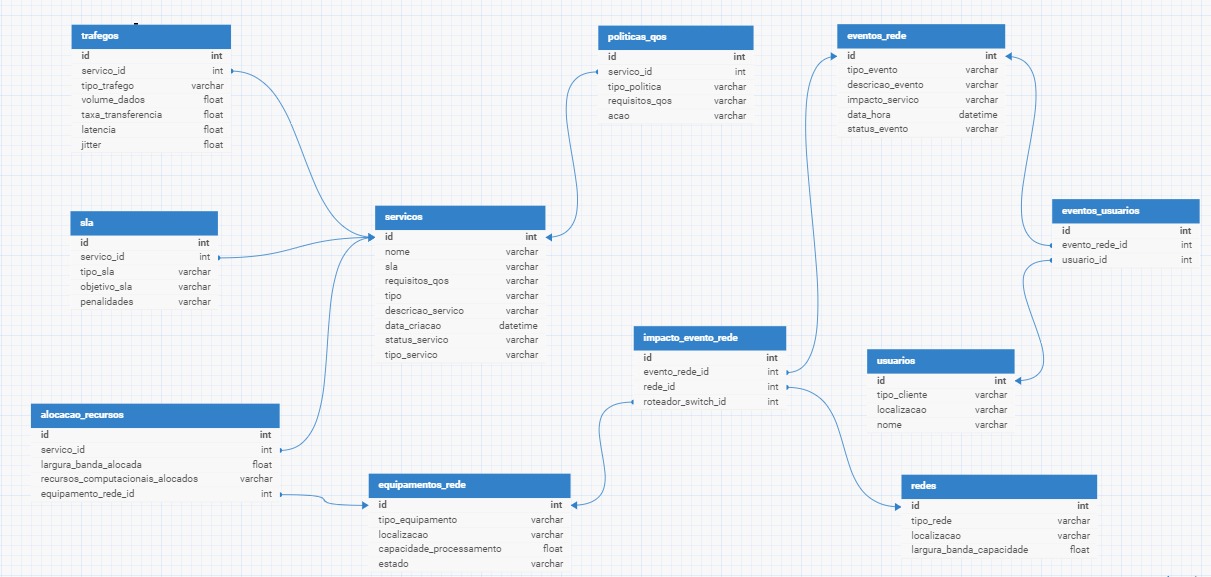 trafegos
id int
servico_id int
tipo_trafego varchar
volume_dados float
taxa_transferencia float
latencia float
jitter float
politicas_qos
id int
servico_id int
tipo_politica varchar
requisitos_qos varchar
acao varchar
eventos_rede
id int
tipo_evento varchar
descricao_evento varchar
impacto_servico varchar
data_hora datetime
status_evento varchar
sla
id int
servico_id int
tipo_sla varchar
objetivo_sla varchar
penalidades varchar
servicos
id int
nome varchar
sla varchar
requisitos_qos varchar
tipo varchar
descricao_servico varchar
data_criacao datetime
status_servico varchar
tipo_servico varchar
eventos_usuarios
id int
evento_rede_id int
usuario_id int
impacto_evento_rede
id int
evento_rede_id int
rede_id int
roteador_switch_id int
usuarios
id int
tipo_cliente varchar
localizacao varchar
nome varchar
alocacao_recursos
id int
servico_id int
largura_banda_alocada float
recursos_computacionais_alocados varchar
equipamento_rede_id int
equipamentos_rede
id int
tipo_equipamento varchar
localizacao varchar
capacidade_processamento float
estado varchar
redes
id int
tipo_rede varchar
localizacao varchar
largura_banda_capacidade float